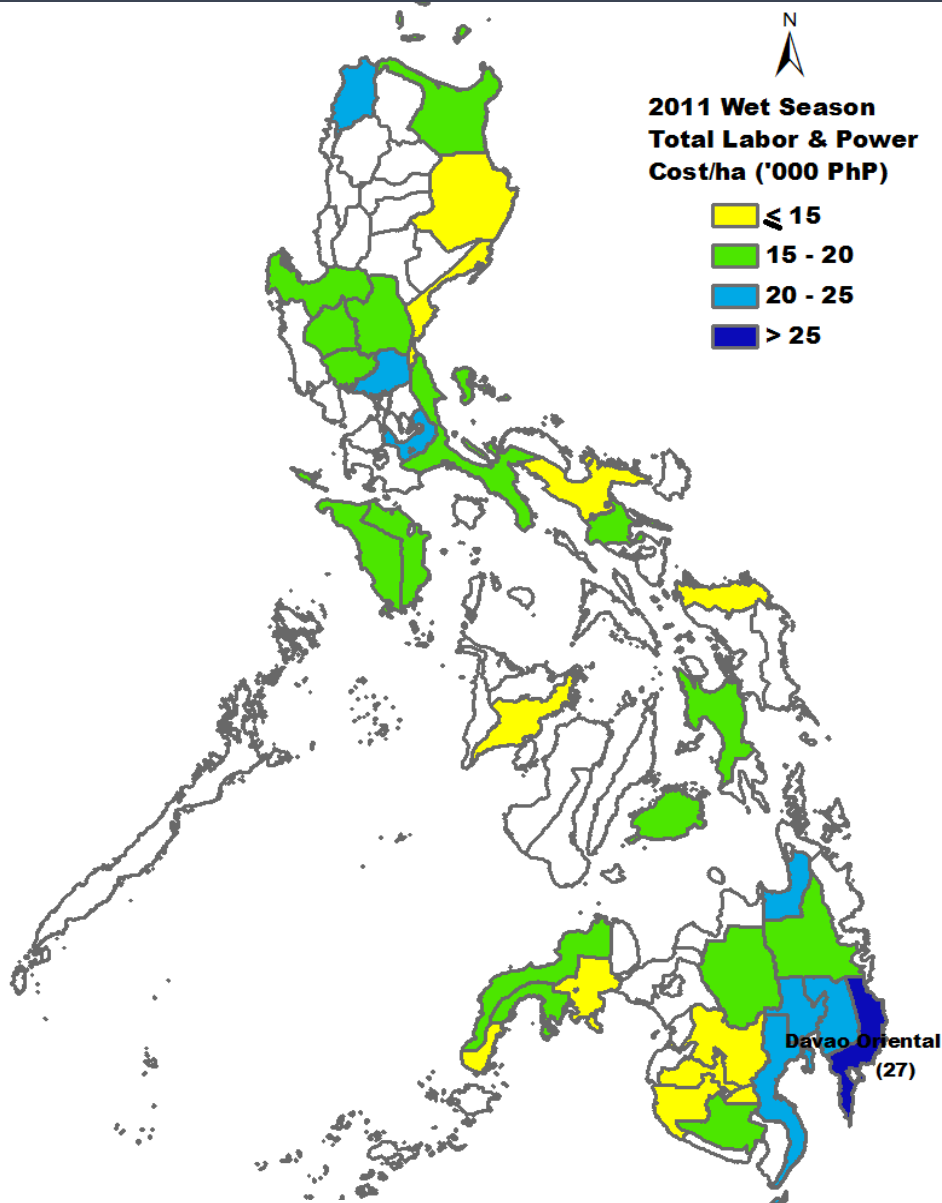 N
2011 Wet Season
Total Labor & Power
Cost/ha ('000 PhP)
≤ 15
15 - 20
20 - 25
> 25
Davao Oriental
(27)